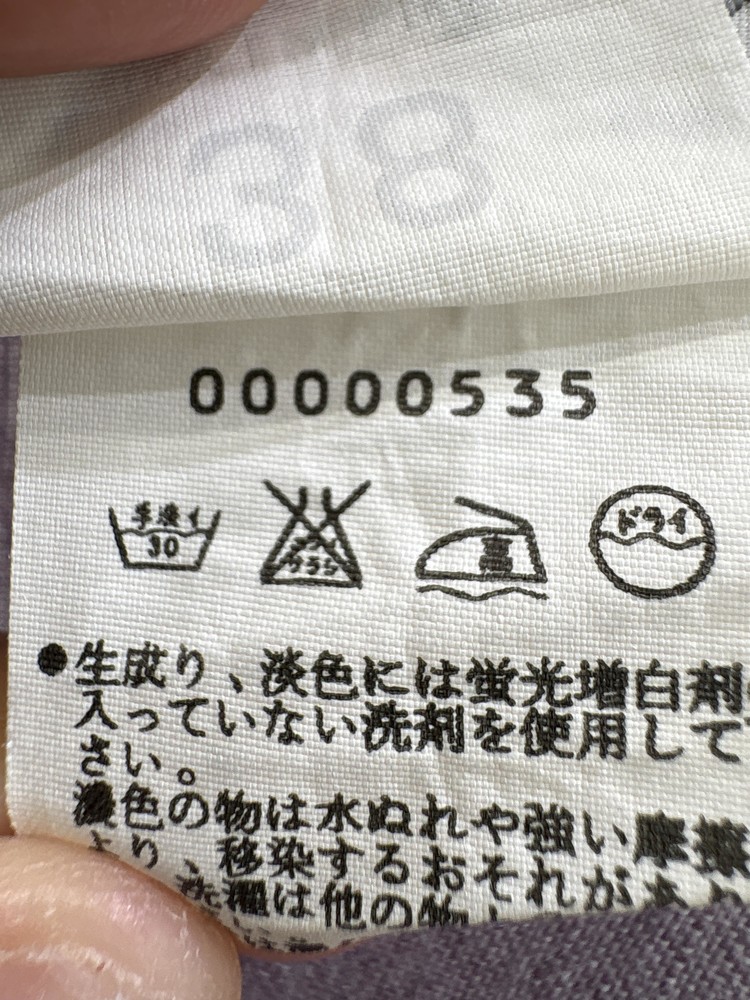 38
00000535
手洗イ
30
ドライ
高
●生成り、淡色には蛍光増白剤
入っていない洗剤を使用して
さい。
濃色の物は水ぬれや強い摩擦
より、移染するおそれがあ
洗濯は他の物